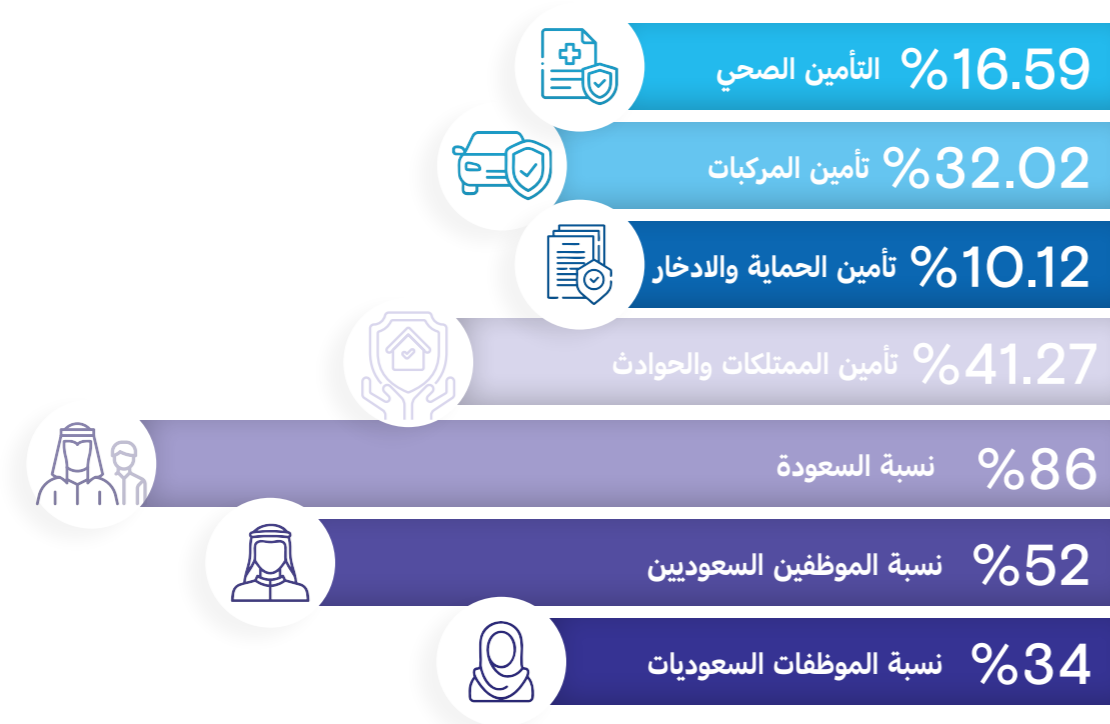 %16.59 التأمين الصحي
%32.02 تأمين المركبات
%10.12 تأمين الحماية والادخار
%41.27 تأمين الممتلكات والحوادث
%86 نسبة السعودة
%52 نسبة الموظفين السعوديين
%34 نسبة الموظفات السعوديات